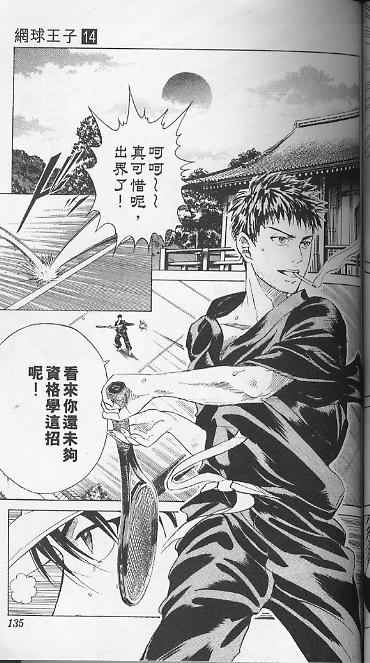 網球王子 14
呵呵～～
真可惜呢，
出界了！
看來你還未夠
資格學這招
呢！
135